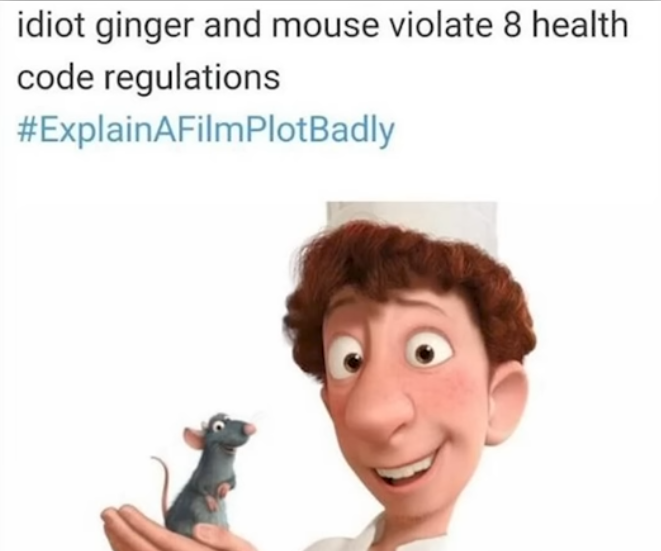 idiot ginger and mouse violate 8 health
code regulations
#ExplainAFilmPlotBadly